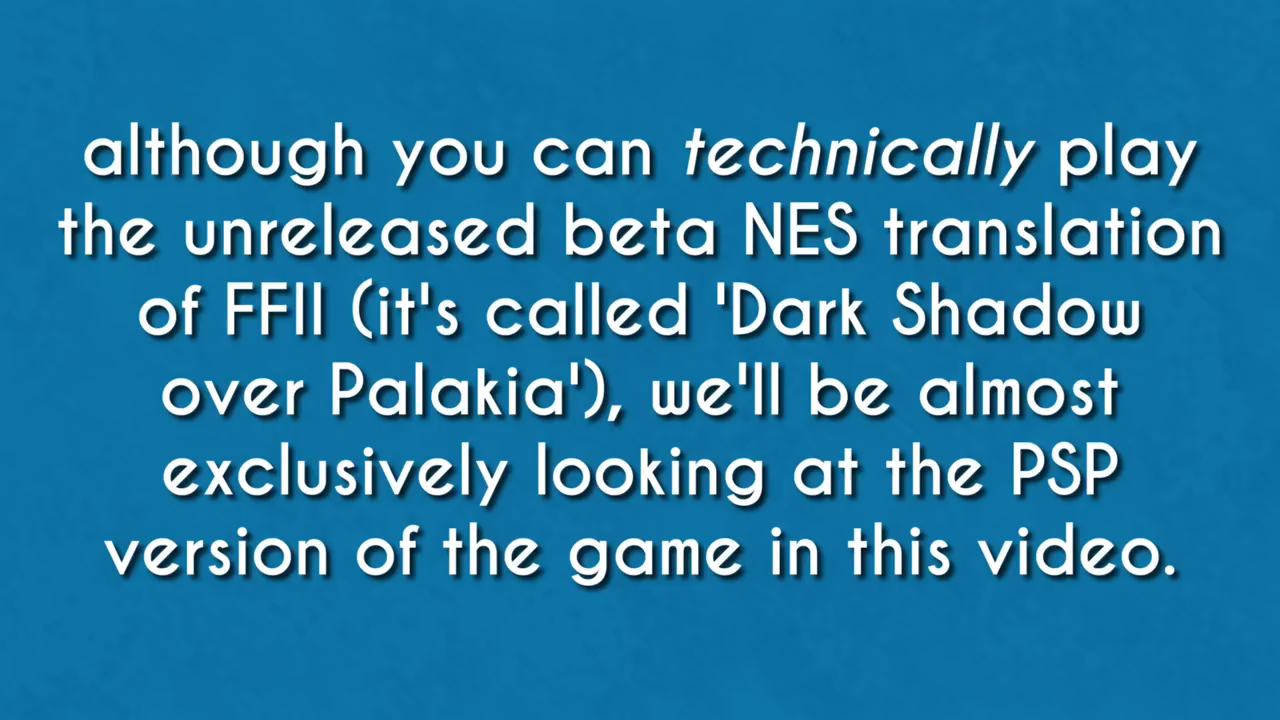 although you can technically play
the unreleased beta NES translation
of FFII (it's called 'Dark Shadow
over Palakia'), we'll be almost
exclusively looking at the PSP
version of the game in this video.